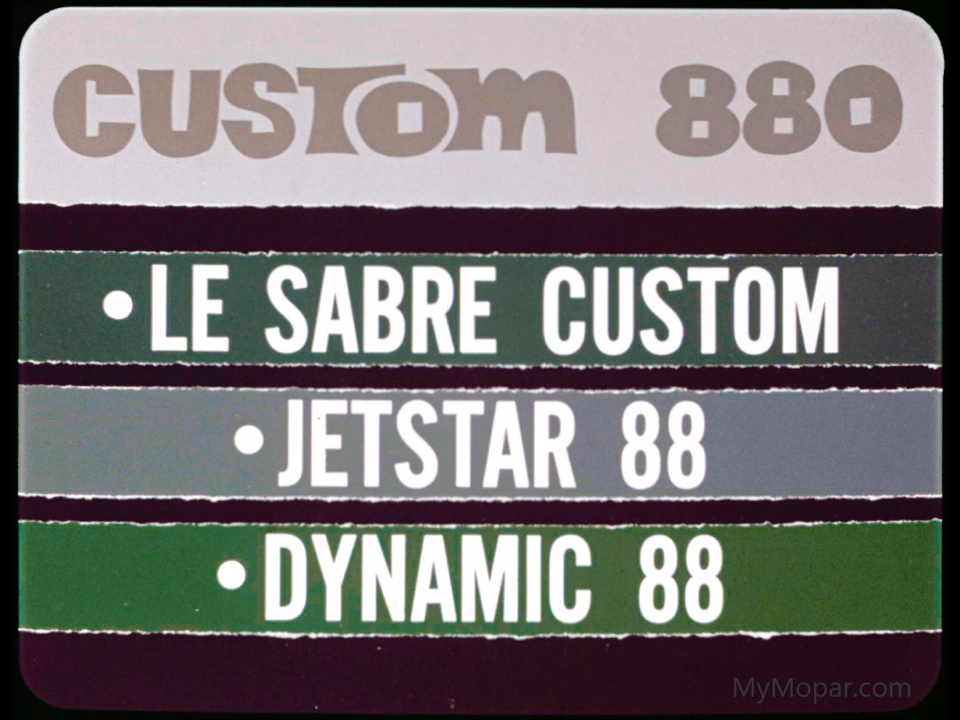 CUSTOM 880
• LE SABRE CUSTOM
• JETSTAR 88
• DYNAMIC 88
MyMopar.com